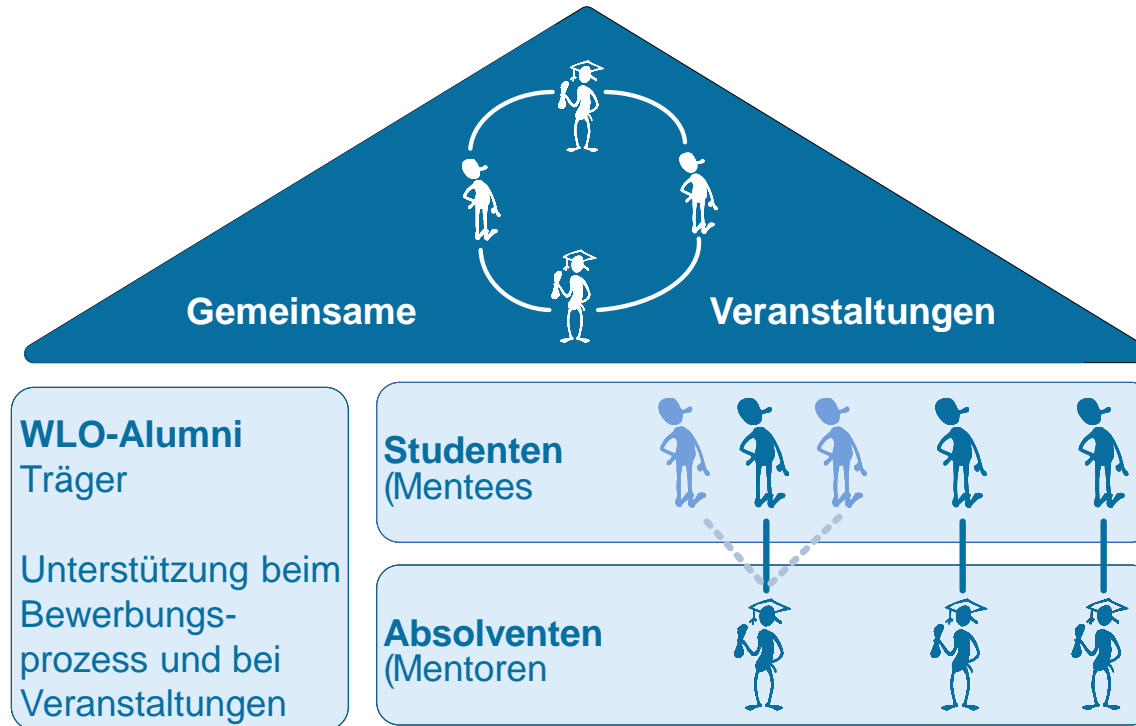 Gemeinsame Veranstaltungen
WLO-Alumni
Träger
Unterstützung beim
Bewerbungs-
prozess und bei
Veranstaltungen
Studenten
(Mentees
Absolventen
(Mentoren